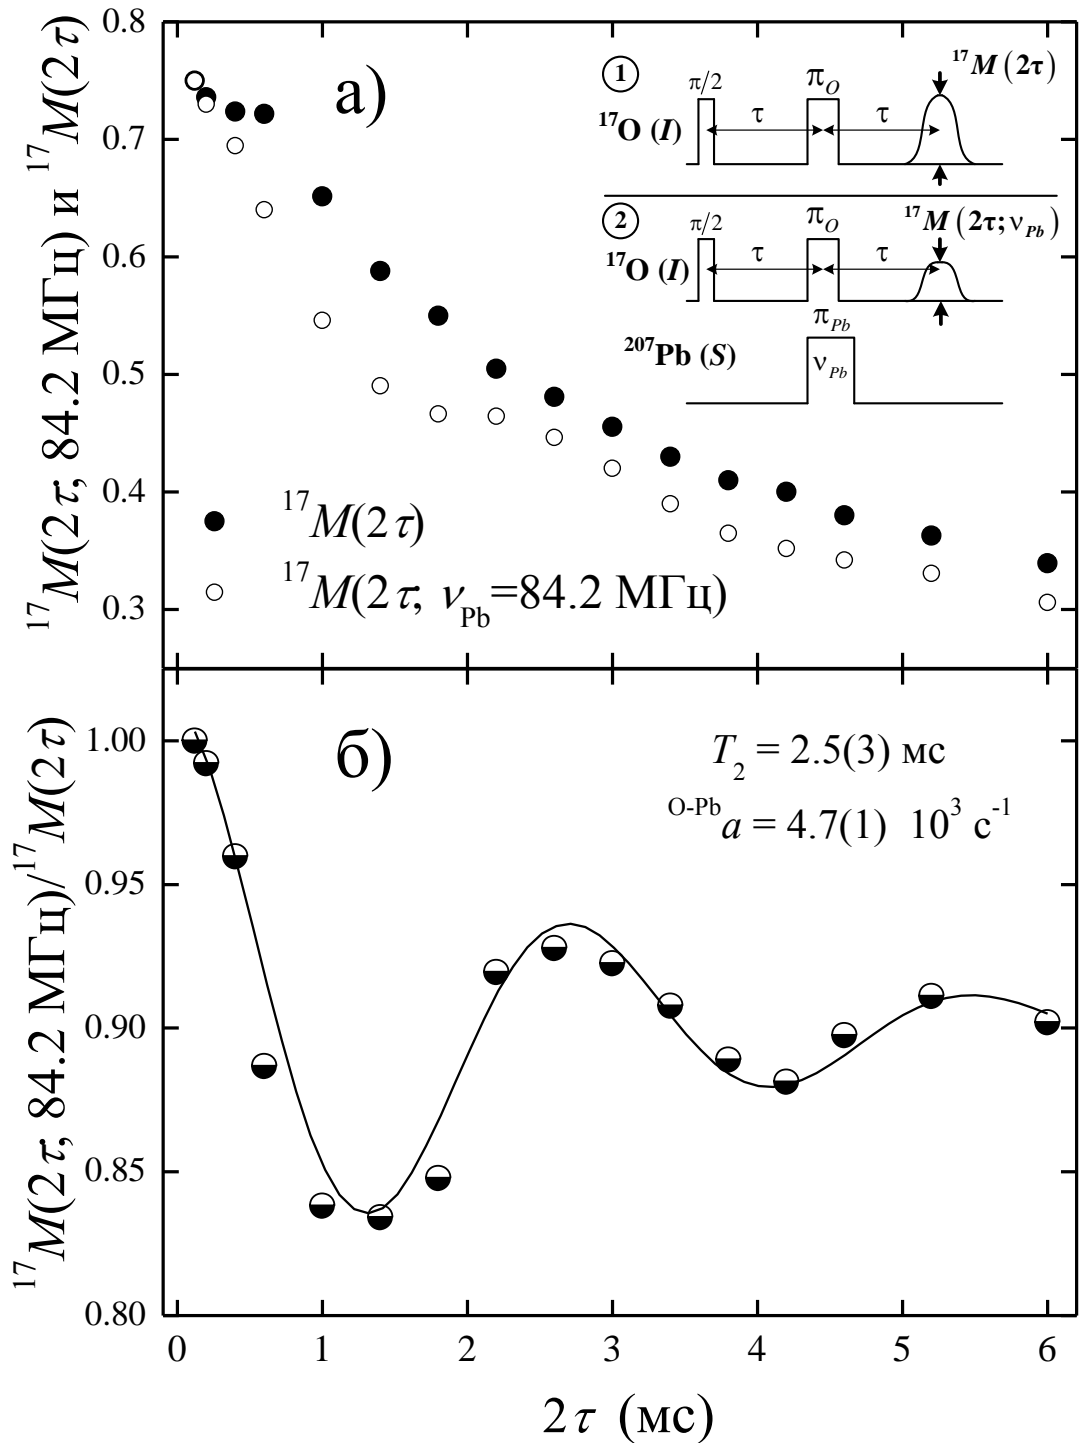 ¹⁷M(2τ; 84.2 МГц) и ¹⁷M(2τ)
0.8
0.7
0.6
0.5
0.4
0.3
а)
1
π/2
π_O
¹⁷M(2τ)
¹⁷O (I)
τ
τ
2
π/2
π_O
¹⁷M(2τ; ν_Pb)
¹⁷O (I)
τ
τ
π_Pb
²⁰⁷Pb (S)
ν_Pb
¹⁷M(2τ)
¹⁷M(2τ; ν_Pb=84.2 МГц)
¹⁷M(2τ; 84.2 МГц)/¹⁷M(2τ)
1.00
0.95
0.90
0.85
0.80
б)
T₂ = 2.5(3) мс
ᴼ⁻ᴾᵇa = 4.7(1) 10³ с⁻¹
0 1 2 3 4 5 6
2τ (мс)